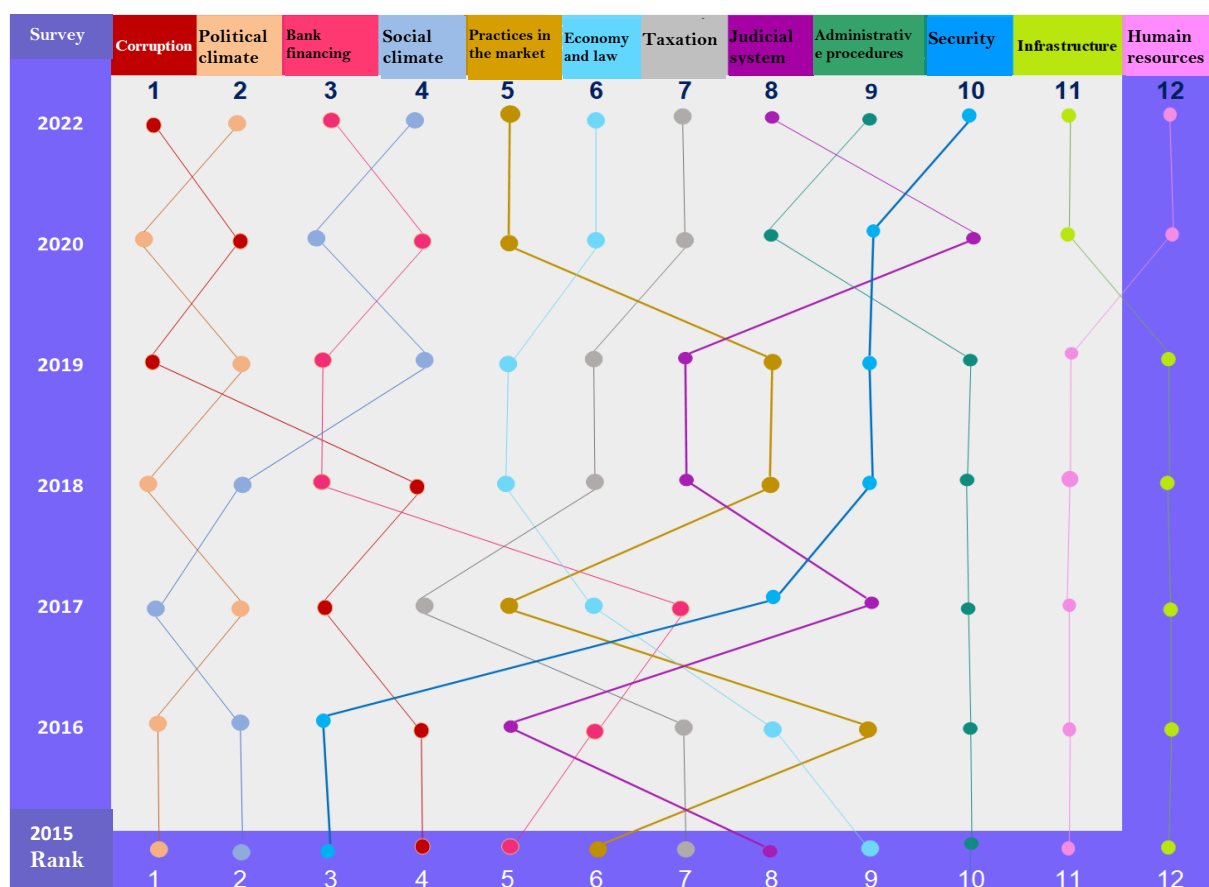 Survey
Corruption
Political
climate
Bank
financing
Social
climate
Practices in
the market
Economy
and law
Taxation
Judicial
system
Administrativ
e procedures
Security
Infrastructure
Humain
resources
1 2 3 4 5 6 7 8 9 10 11 12
2022
2020
2019
2018
2017
2016
2015
Rank
1 2 3 4 5 6 7 8 9 10 11 12